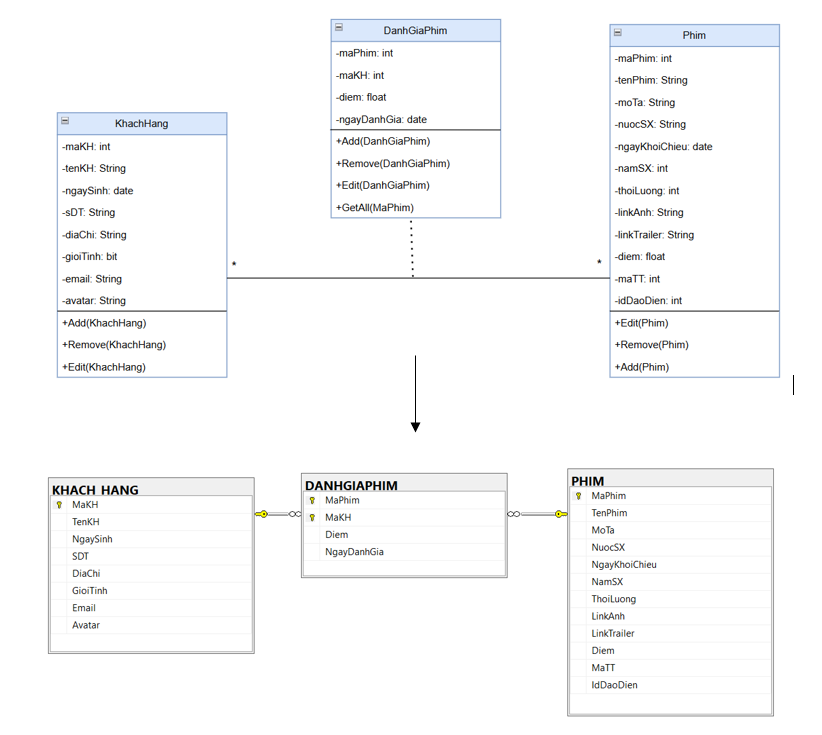 DanhGiaPhim
-maPhim: int
-maKH: int
-diem: float
-ngayDanhGia: date
+Add(DanhGiaPhim)
+Remove(DanhGiaPhim)
+Edit(DanhGiaPhim)
+GetAll(MaPhim)
Phim
-maPhim: int
-tenPhim: String
-moTa: String
-nuocSX: String
-ngayKhoiChieu: date
-namSX: int
-thoiLuong: int
-linkAnh: String
-linkTrailer: String
-diem: float
-maTT: int
-idDaoDien: int
+Edit(Phim)
+Remove(Phim)
+Add(Phim)
KhachHang
-maKH: int
-tenKH: String
-ngaySinh: date
-sDT: String
-diaChi: String
-gioiTinh: bit
-email: String
-avatar: String
+Add(KhachHang)
+Remove(KhachHang)
+Edit(KhachHang)
*
*
KHACH_HANG
MaKH
TenKH
NgaySinh
SDT
DiaChi
GioiTinh
Email
Avatar
DANHGIAPHIM
MaPhim
MaKH
Diem
NgayDanhGia
PHIM
MaPhim
TenPhim
MoTa
NuocSX
NgayKhoiChieu
NamSX
ThoiLuong
LinkAnh
LinkTrailer
Diem
MaTT
IdDaoDien